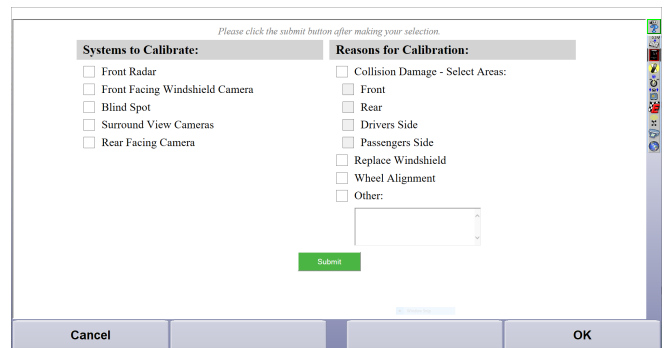 Please click the submit button after making your selection.
Systems to Calibrate:
Front Radar
Front Facing Windshield Camera
Blind Spot
Surround View Cameras
Rear Facing Camera
Reasons for Calibration:
Collision Damage - Select Areas:
Front
Rear
Drivers Side
Passengers Side
Replace Windshield
Wheel Alignment
Other:
Submit
Cancel
OK